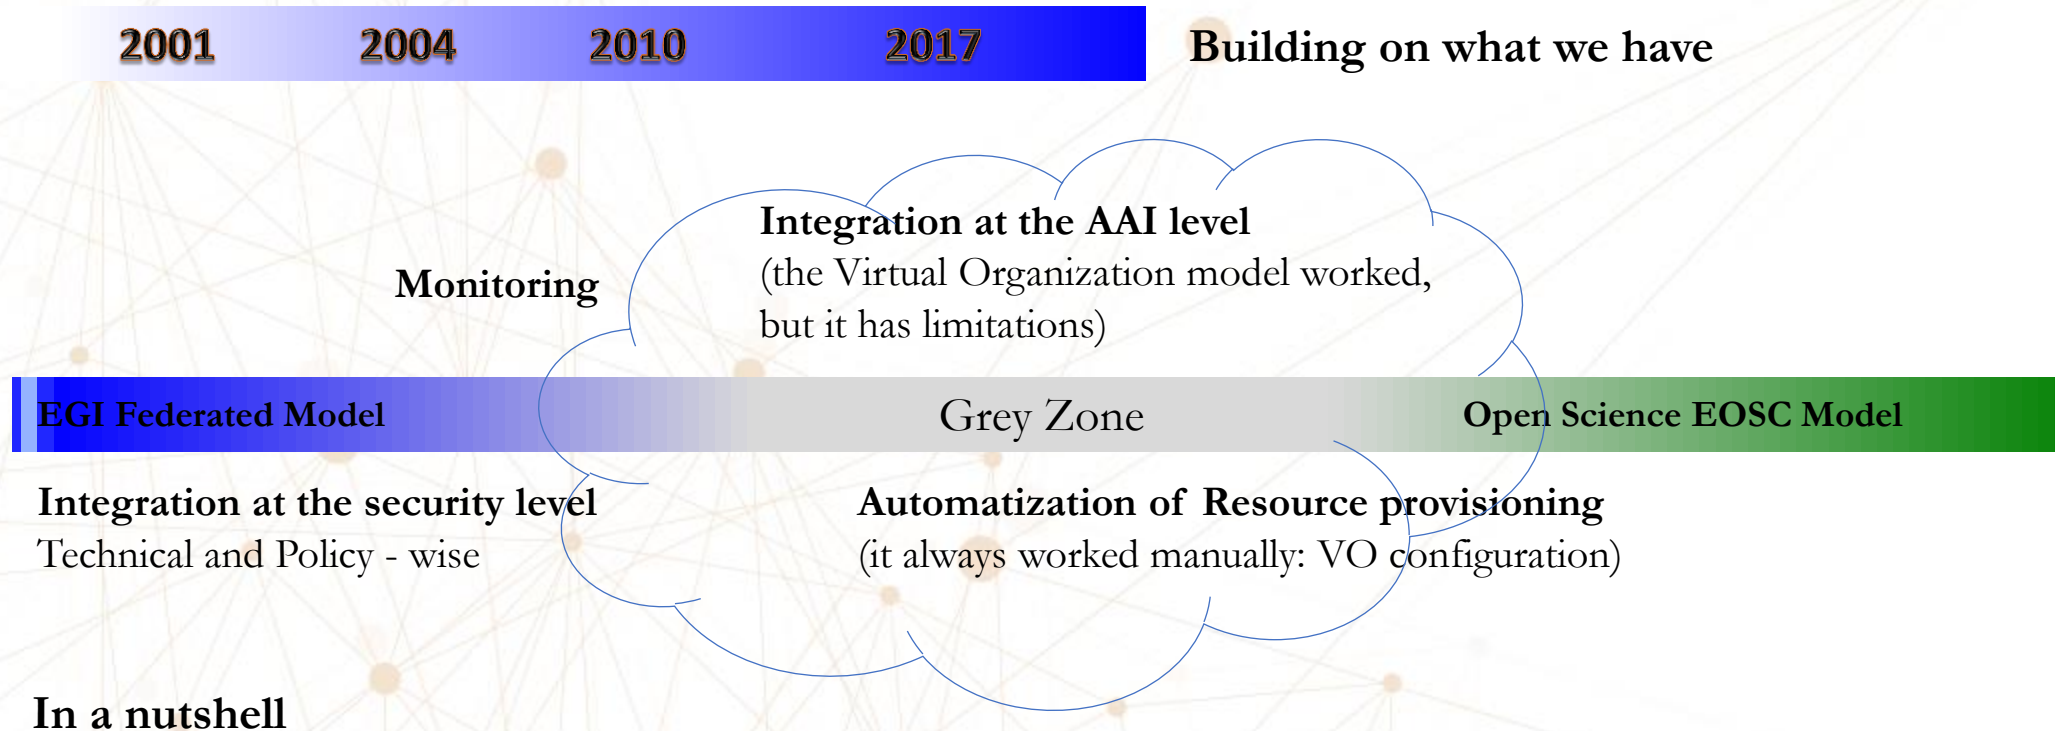 2001 2004 2010 2017 Building on what we have
Integration at the AAI level
(the Virtual Organization model worked,
but it has limitations)
Monitoring
EGI Federated Model Grey Zone Open Science EOSC Model
Integration at the security level
Technical and Policy - wise
Automatization of Resource provisioning
(it always worked manually: VO configuration)
In a nutshell